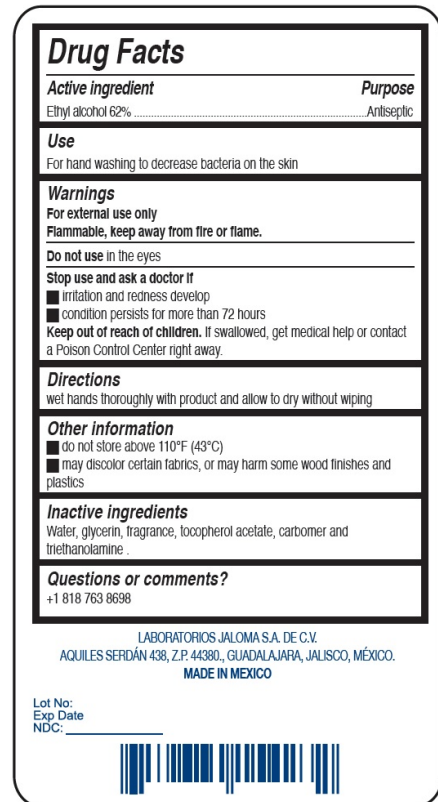 Drug Facts
Active ingredient Purpose
Ethyl alcohol 62% ....................................................................................Antiseptic
Use
For hand washing to decrease bacteria on the skin
Warnings
For external use only
Flammable, keep away from fire or flame.
Do not use in the eyes
Stop use and ask a doctor if
■ irritation and redness develop
■ condition persists for more than 72 hours
Keep out of reach of children. If swallowed, get medical help or contact
a Poison Control Center right away.
Directions
wet hands thoroughly with product and allow to dry without wiping
Other information
■ do not store above 110°F (43°C)
■ may discolor certain fabrics, or may harm some wood finishes and
plastics
Inactive ingredients
Water, glycerin, fragrance, tocopherol acetate, carbomer and
triethanolamine .
Questions or comments?
+1 818 763 8698
LABORATORIOS JALOMA S.A. DE C.V.
AQUILES SERDÁN 438, Z.P. 44380., GUADALAJARA, JALISCO, MÉXICO.
MADE IN MEXICO
Lot No:
Exp Date
NDC: ______________